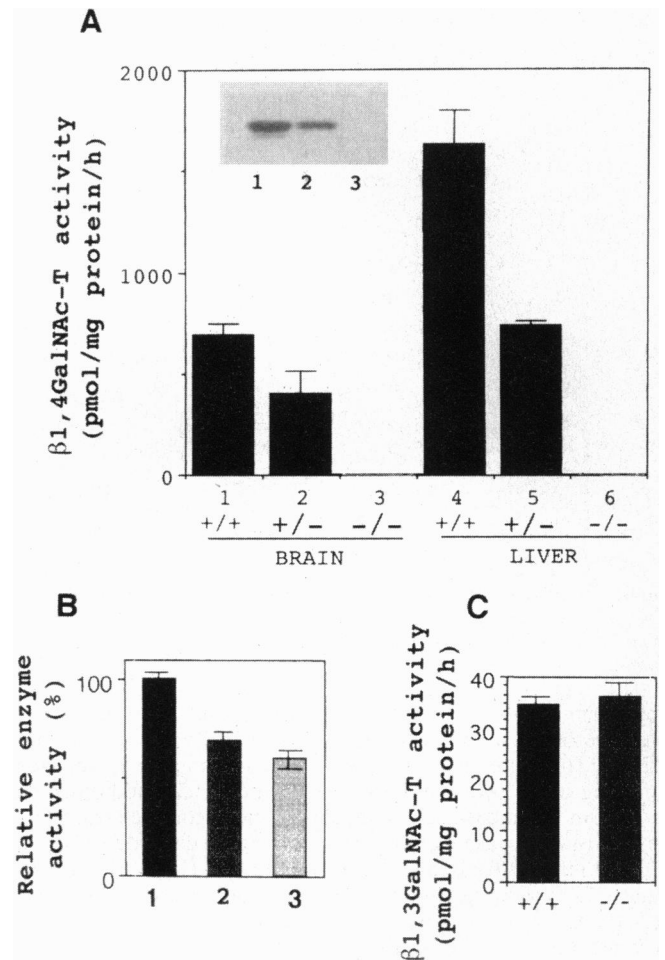 A
β1,4GalNAc-T activity
(pmol/mg protein/h)
2000
1000
0
1 2 3
1 2 3 4 5 6
+/+ +/- -/- +/+ +/- -/-
BRAIN LIVER
B
Relative enzyme
activity (%)
100
0
1 2 3
C
β1,3GalNAc-T activity
(pmol/mg protein/h)
40
30
20
10
0
+/+ -/-